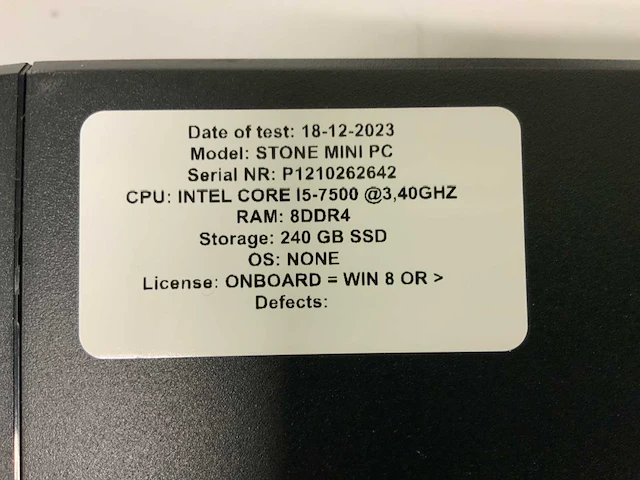 Date of test: 18-12-2023
Model: STONE MINI PC
Serial NR: P1210262642
CPU: INTEL CORE I5-7500 @3,40GHZ
RAM: 8DDR4
Storage: 240 GB SSD
OS: NONE
License: ONBOARD = WIN 8 OR >
Defects: